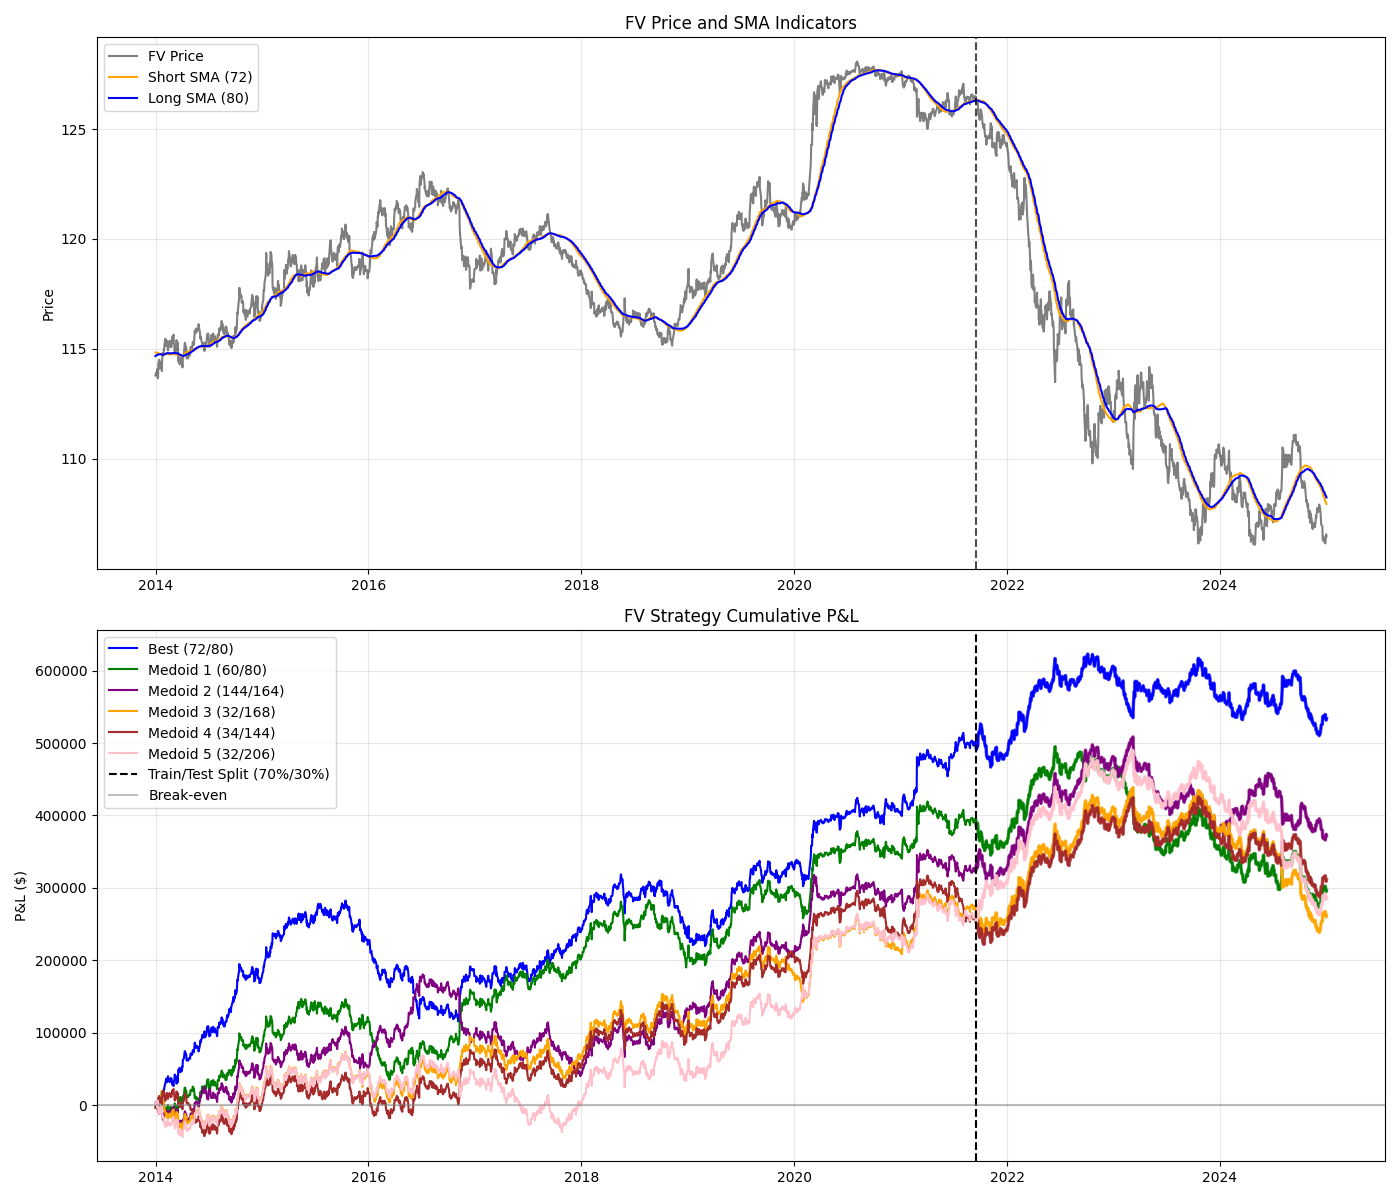 FV Price and SMA Indicators
FV Price
Short SMA (72)
Long SMA (80)
Price
125
120
115
110
2014
2016
2018
2020
2022
2024
FV Strategy Cumulative P&L
Best (72/80)
Medoid 1 (60/80)
Medoid 2 (144/164)
Medoid 3 (32/168)
Medoid 4 (34/144)
Medoid 5 (32/206)
Train/Test Split (70%/30%)
Break-even
P&L ($)
600000
500000
400000
300000
200000
100000
0
2014
2016
2018
2020
2022
2024